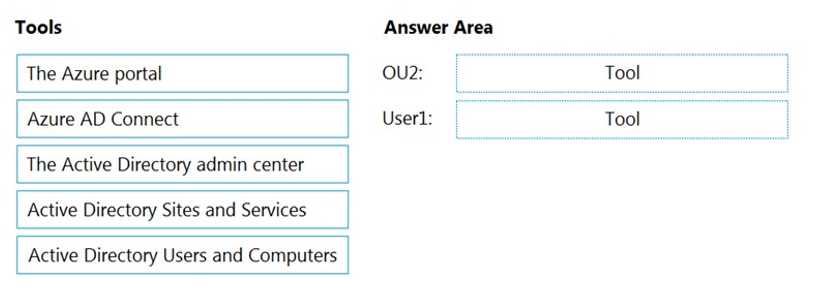 Tools
Answer Area
The Azure portal
OU2:
Tool
Azure AD Connect
User1:
Tool
The Active Directory admin center
Active Directory Sites and Services
Active Directory Users and Computers